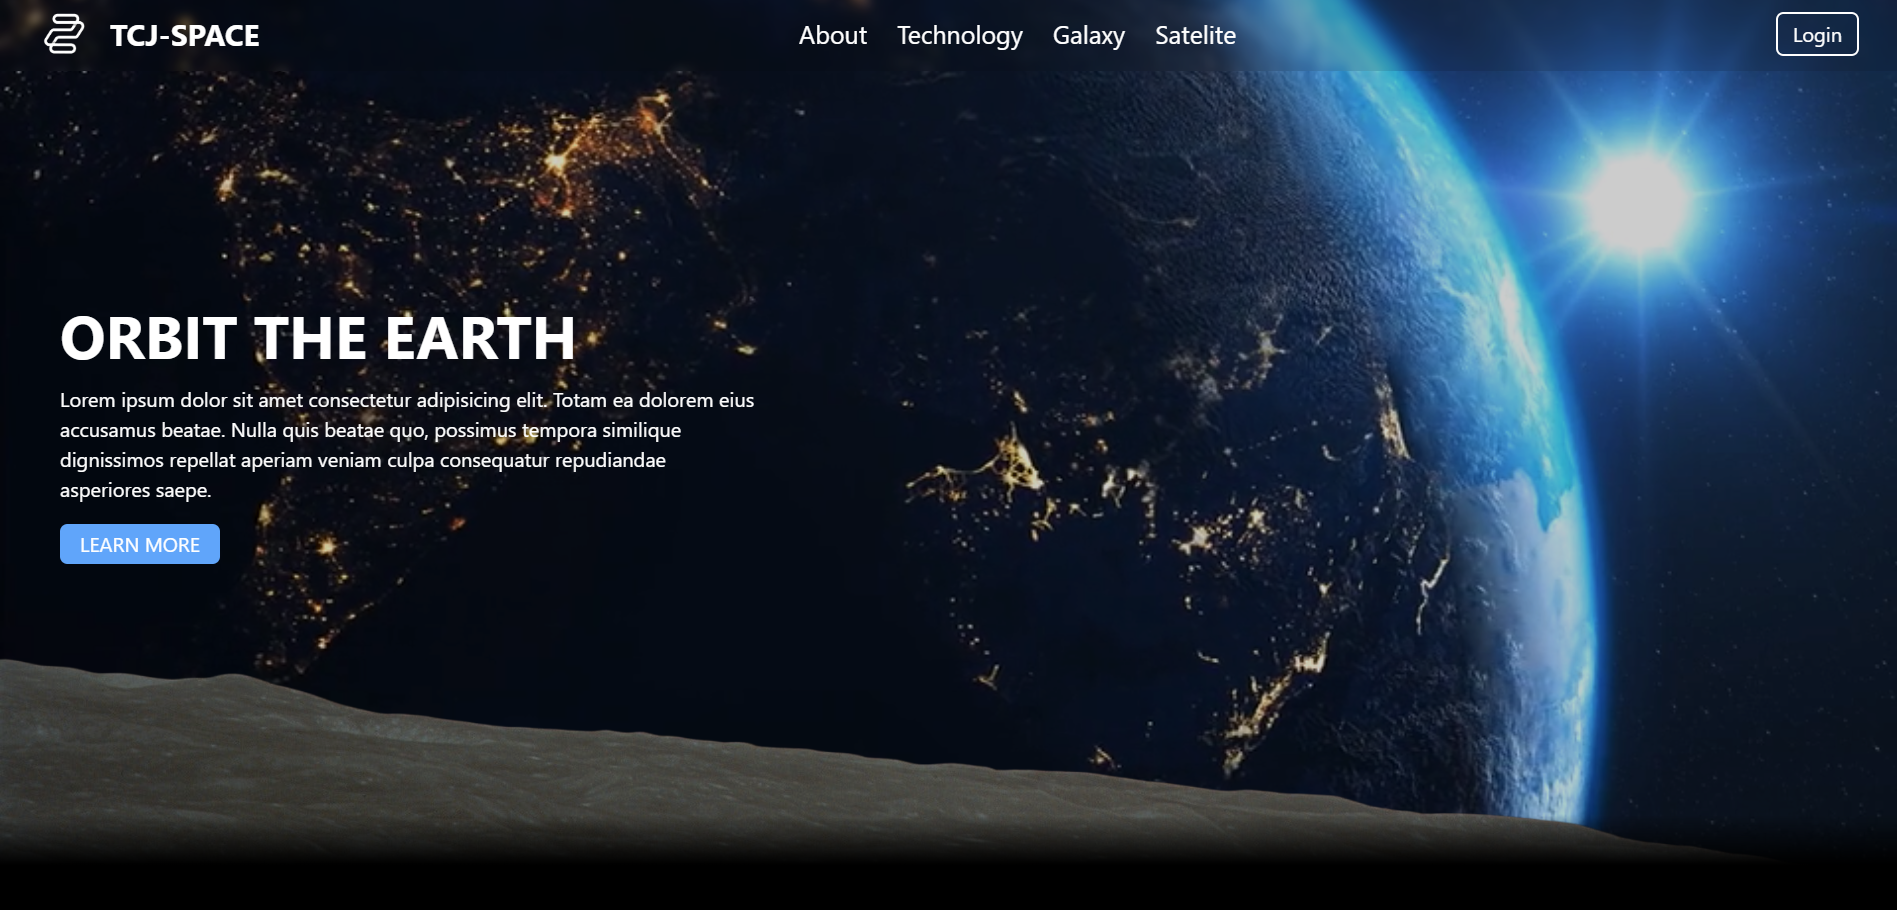 TCJ-SPACE
About Technology Galaxy Satelite
Login
ORBIT THE EARTH
Lorem ipsum dolor sit amet consectetur adipisicing elit. Totam ea dolorem eius
accusamus beatae. Nulla quis beatae quo, possimus tempora similique
dignissimos repellat aperiam veniam culpa consequatur repudiandae
asperiores saepe.
LEARN MORE